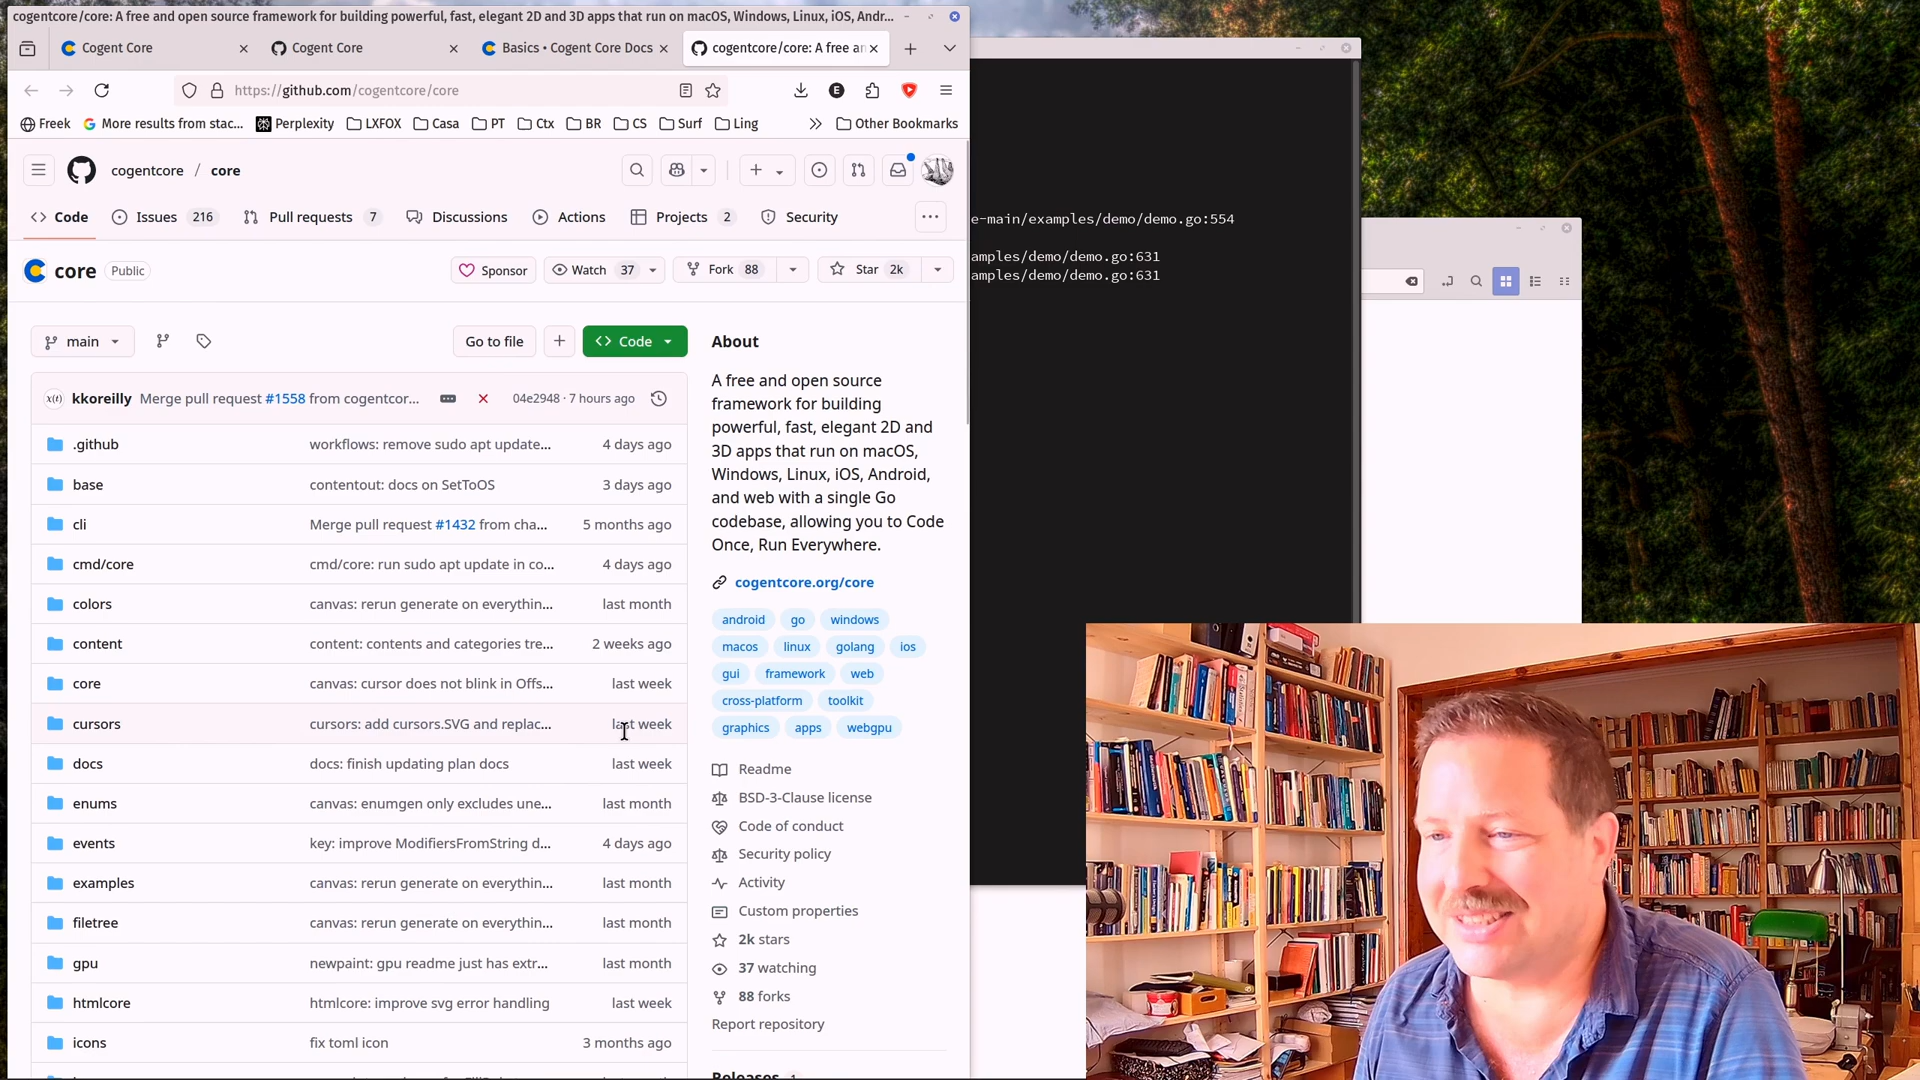 cogentcore/core: A free and open source framework for building powerful, fast, elegant 2D and 3D apps that run on macOS, Windows, Linux, iOS, Andr...
Cogent Core
Cogent Core
Basics • Cogent Core Docs
cogentcore/core: A free an
https://github.com/cogentcore/core
E
Freek
More results from stac...
Perplexity
LXFOX
Casa
PT
Ctx
BR
CS
Surf
Ling
Other Bookmarks
cogentcore / core
Code
Issues 216
Pull requests 7
Discussions
Actions
Projects 2
Security
core Public
Sponsor
Watch 37
Fork 88
Star 2k
main
Go to file
Code
x(t) kkoreilly Merge pull request #1558 from cogentcor... 04e2948 · 7 hours ago
.github workflows: remove sudo apt update... 4 days ago
base contentout: docs on SetToOS 3 days ago
cli Merge pull request #1432 from cha... 5 months ago
cmd/core cmd/core: run sudo apt update in co... 4 days ago
colors canvas: rerun generate on everythin... last month
content content: contents and categories tre... 2 weeks ago
core canvas: cursor does not blink in Offs... last week
cursors cursors: add cursors.SVG and replac... last week
docs docs: finish updating plan docs last week
enums canvas: enumgen only excludes une... last month
events key: improve ModifiersFromString d... 4 days ago
examples canvas: rerun generate on everythin... last month
filetree canvas: rerun generate on everythin... last month
gpu newpaint: gpu readme just has extr... last month
htmlcore htmlcore: improve svg error handling last week
icons fix toml icon 3 months ago
About
A free and open source
framework for building
powerful, fast, elegant 2D and
3D apps that run on macOS,
Windows, Linux, iOS, Android,
and web with a single Go
codebase, allowing you to Code
Once, Run Everywhere.
cogentcore.org/core
android go windows
macos linux golang ios
gui framework web
cross-platform toolkit
graphics apps webgpu
Readme
BSD-3-Clause license
Code of conduct
Security policy
Activity
Custom properties
2k stars
37 watching
88 forks
Report repository
Releases 1
e-main/examples/demo/demo.go:554
amples/demo/demo.go:631
amples/demo/demo.go:631